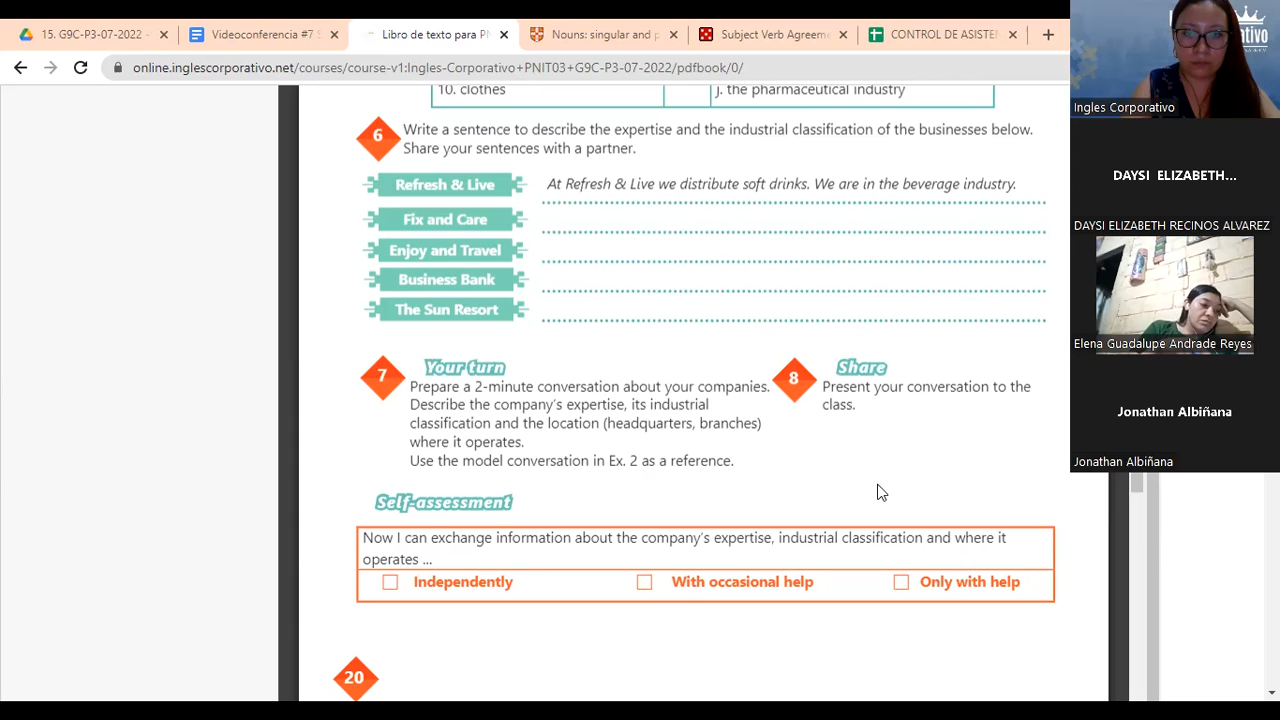 15. G9C-P3-07-2022 -
Videoconferencia #7 S
Libro de texto para PN
Nouns: singular and p
Subject Verb Agreeme
CONTROL DE ASISTEN
online.inglescorporativo.net/courses/course-v1:Ingles-Corporativo+PNIT03+G9C-P3-07-2022/pdfbook/0/
10. clothes
J. the pharmaceutical industry
6
Write a sentence to describe the expertise and the industrial classification of the businesses below.
Share your sentences with a partner.
Refresh & Live
At Refresh & Live we distribute soft drinks. We are in the beverage industry.
Fix and Care
Enjoy and Travel
Business Bank
The Sun Resort
7
Your turn
Prepare a 2-minute conversation about your companies.
Describe the company's expertise, its industrial
classification and the location (headquarters, branches)
where it operates.
Use the model conversation in Ex. 2 as a reference.
8
Share
Present your conversation to the
class.
Self-assessment
Now I can exchange information about the company's expertise, industrial classification and where it
operates ...
Independently
With occasional help
Only with help
20
Ingles Corporativo
DAYSI ELIZABETH...
DAYSI ELIZABETH RECINOS ALVAREZ
Elena Guadalupe Andrade Reyes
Jonathan Albiñana
Jonathan Albiñana